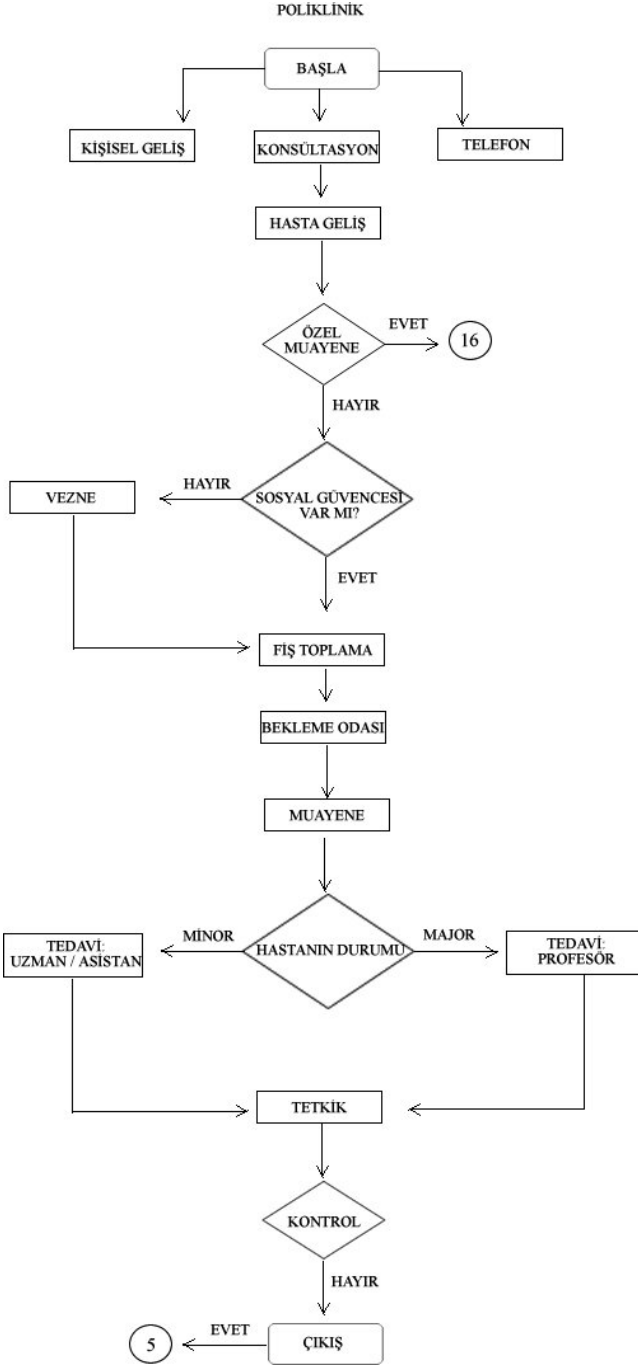 POLİKLİNİK
BAŞLA
KİŞİSEL GELİŞ
KONSÜLTASYON
TELEFON
HASTA GELİŞ
ÖZEL
MUAYENE
EVET
16
HAYIR
VEZNE
HAYIR
SOSYAL GÜVENCESİ
VAR MI?
EVET
FİŞ TOPLAMA
BEKLEME ODASI
MUAYENE
TEDAVİ:
UZMAN / ASİSTAN
MİNOR
HASTANIN DURUMU
MAJOR
TEDAVİ:
PROFESÖR
TETKİK
KONTROL
HAYIR
5
EVET
ÇIKIŞ